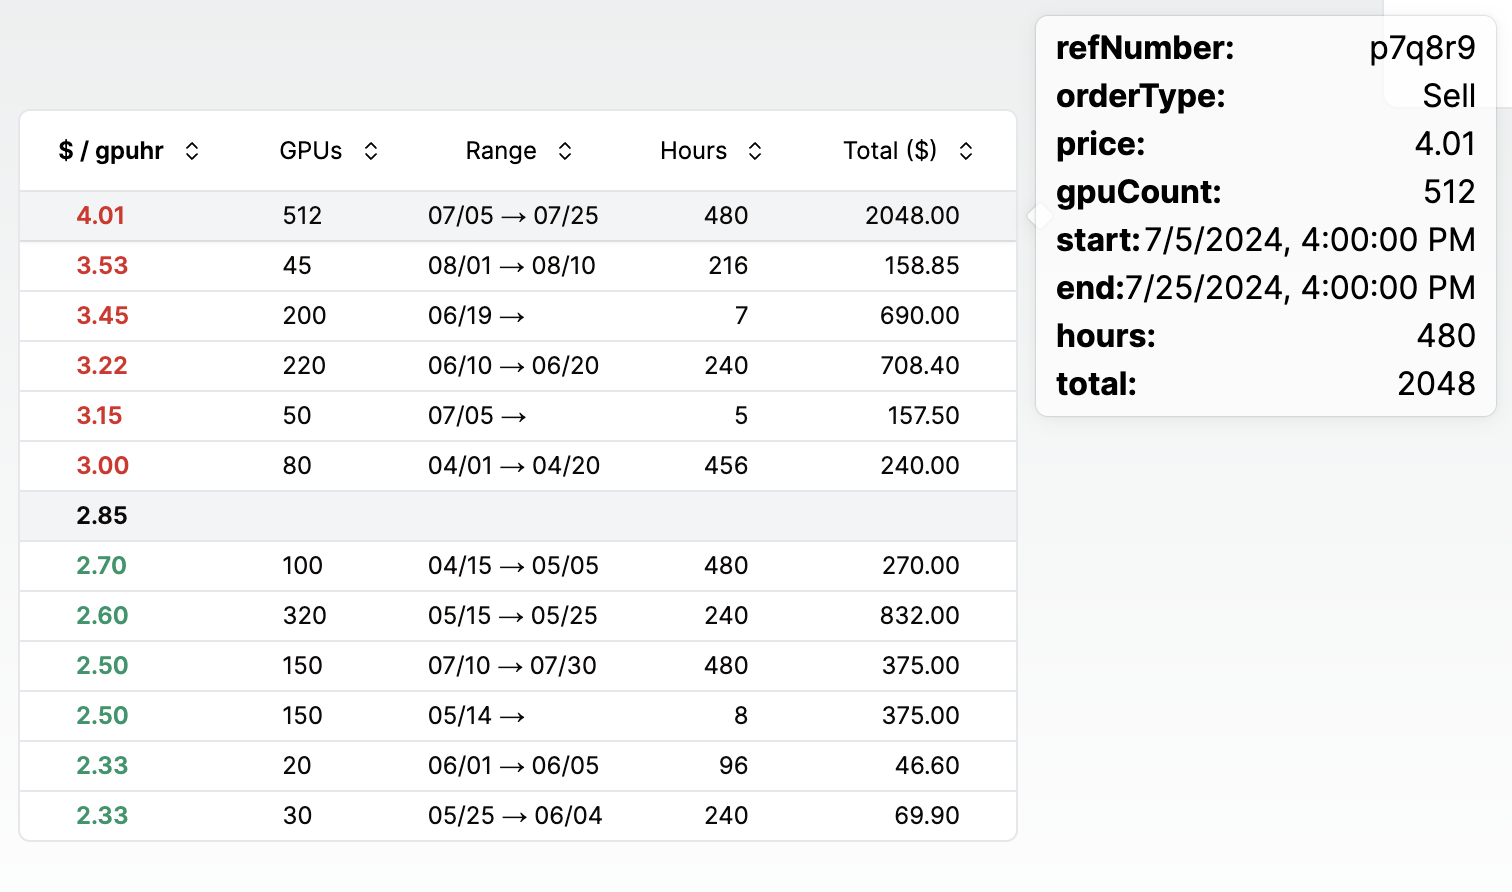 $ / gpuhr GPUs Range Hours Total ($)
4.01 512 07/05 → 07/25 480 2048.00
3.53 45 08/01 → 08/10 216 158.85
3.45 200 06/19 → 7 690.00
3.22 220 06/10 → 06/20 240 708.40
3.15 50 07/05 → 5 157.50
3.00 80 04/01 → 04/20 456 240.00
2.85
2.70 100 04/15 → 05/05 480 270.00
2.60 320 05/15 → 05/25 240 832.00
2.50 150 07/10 → 07/30 480 375.00
2.50 150 05/14 → 8 375.00
2.33 20 06/01 → 06/05 96 46.60
2.33 30 05/25 → 06/04 240 69.90
refNumber: p7q8r9
orderType: Sell
price: 4.01
gpuCount: 512
start: 7/5/2024, 4:00:00 PM
end: 7/25/2024, 4:00:00 PM
hours: 480
total: 2048